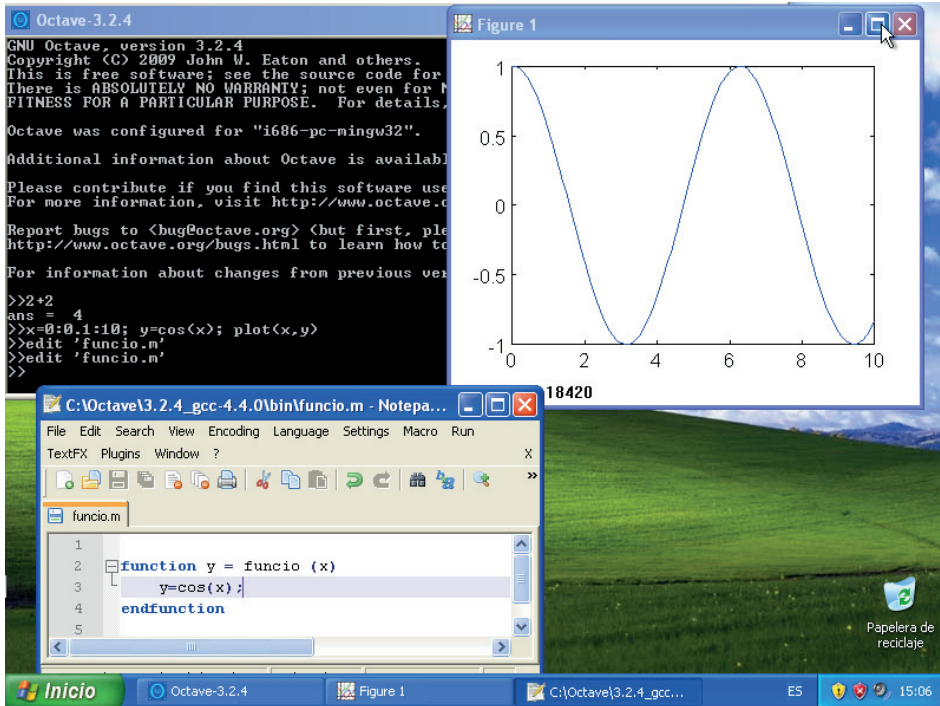 Octave-3.2.4
GNU Octave, version 3.2.4
Copyright (C) 2009 John W. Eaton and others.
This is free software; see the source code for
There is ABSOLUTELY NO WARRANTY; not even for
FITNESS FOR A PARTICULAR PURPOSE. For details,
Octave was configured for "i686-pc-mingw32".
Additional information about Octave is availabl
Please contribute if you find this software use
For more information, visit http://www.octave.o
Report bugs to <bug@octave.org> (but first, ple
http://www.octave.org/bugs.html to learn how to
For information about changes from previous ver
>>2+2
ans = 4
>>x=0:0.1:10; y=cos(x); plot(x,y)
>>edit 'funcio.m'
>>edit 'funcio.m'
>>
Figure 1
1
0.5
0
-0.5
-1
0 2 4 6 8 10
18420
C:\Octave\3.2.4_gcc-4.4.0\bin\funcio.m - Notepa...
File Edit Search View Encoding Language Settings Macro Run
TextFX Plugins Window ? X
funcio.m
1
2 function y = funcio (x)
3 y=cos(x);
4 endfunction
5
Papelera de
reciclaje
Inicio Octave-3.2.4 Figure 1 C:\Octave\3.2.4_gcc... ES 15:06